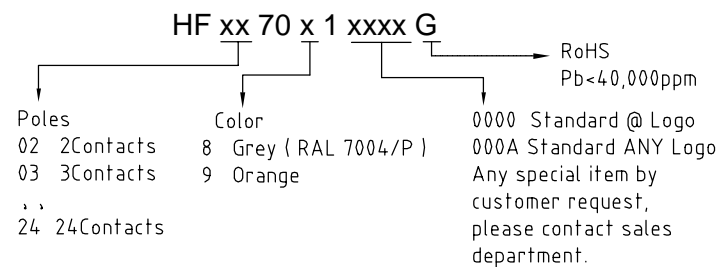 HF xx 70 x 1 xxxx G
RoHS
Pb<40,000ppm
Poles
02 2Contacts
03 3Contacts
、、
24 24Contacts
Color
8 Grey ( RAL 7004/P )
9 Orange
0000 Standard @ Logo
000A Standard ANY Logo
Any special item by
customer request,
please contact sales
department.